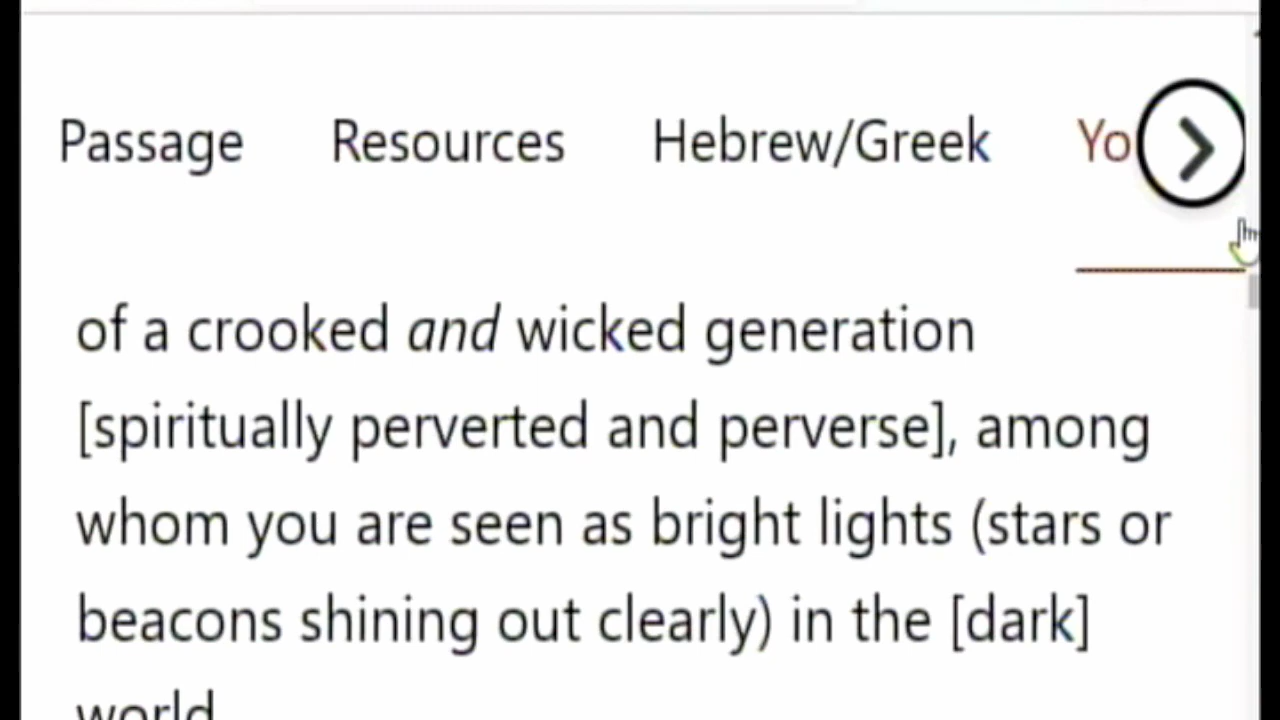 Passage Resources Hebrew/Greek Yo
of a crooked and wicked generation
[spiritually perverted and perverse], among
whom you are seen as bright lights (stars or
beacons shining out clearly) in the [dark]
world